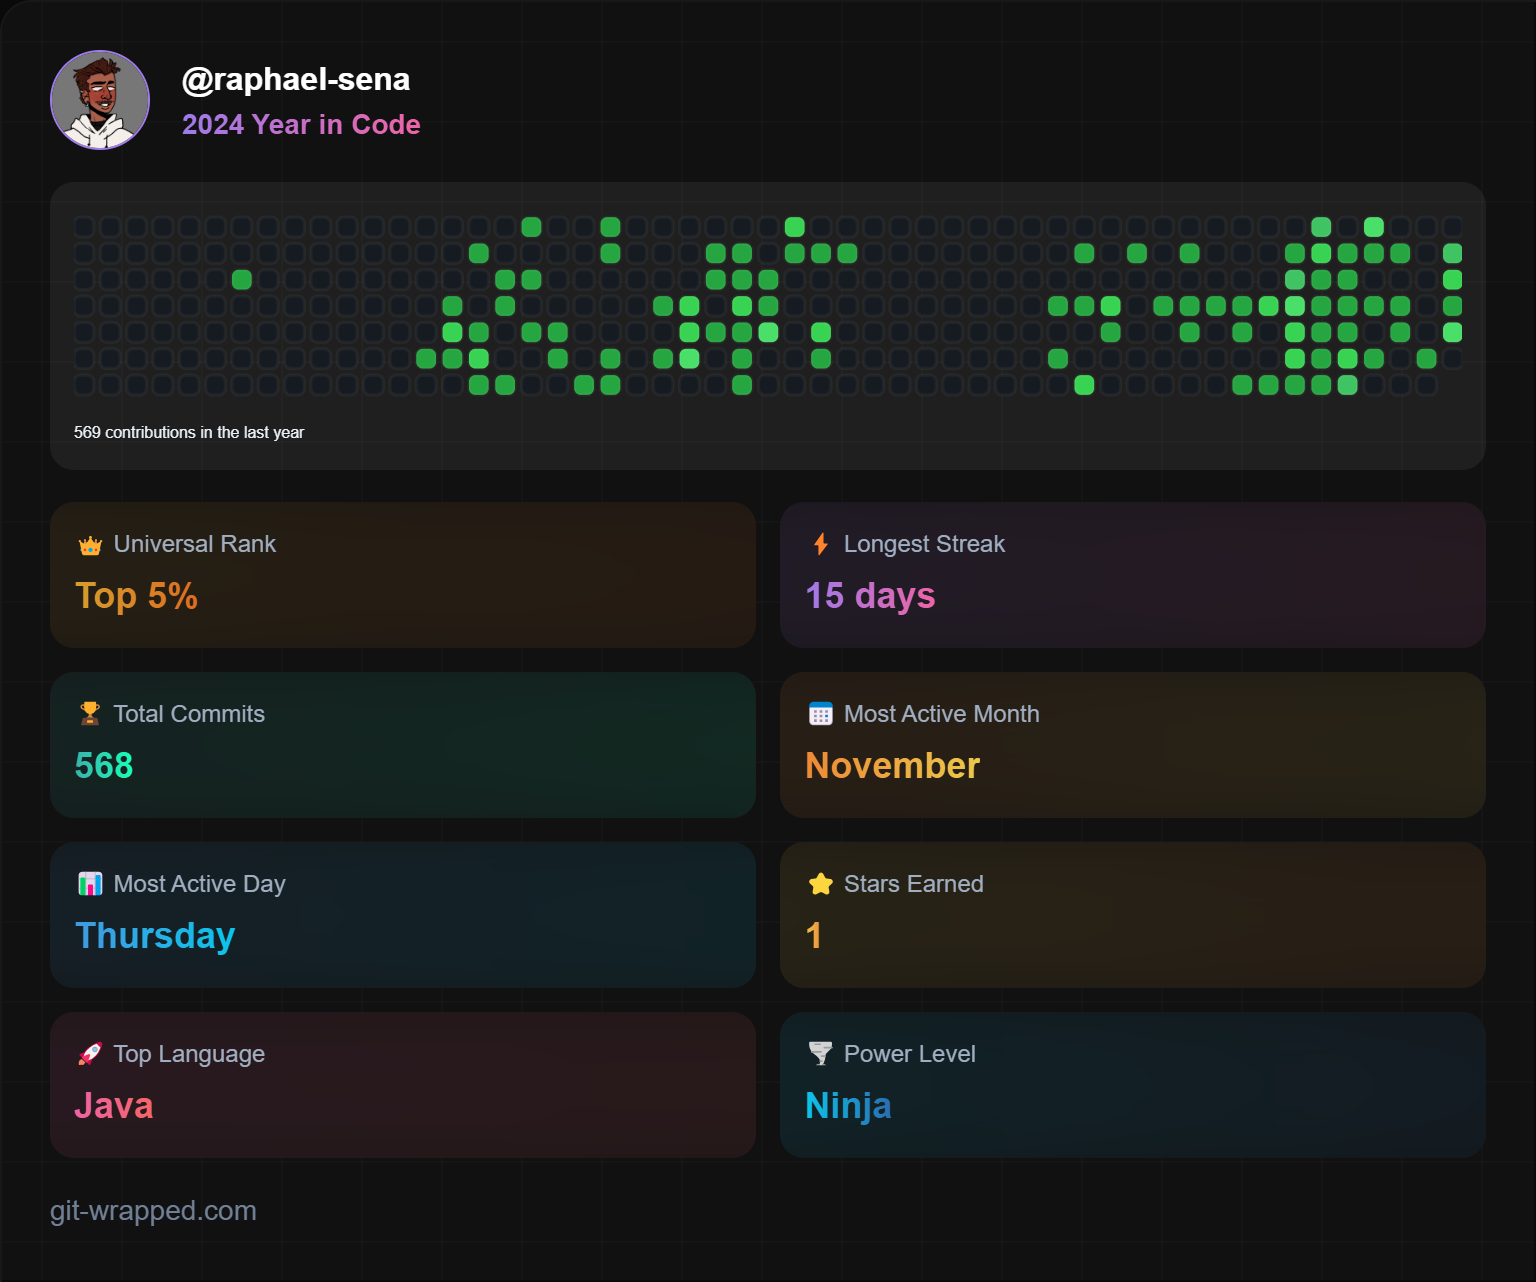 @raphael-sena
2024 Year in Code
569 contributions in the last year
Universal Rank
Top 5%
Longest Streak
15 days
Total Commits
568
Most Active Month
November
Most Active Day
Thursday
Stars Earned
1
Top Language
Java
Power Level
Ninja
git-wrapped.com